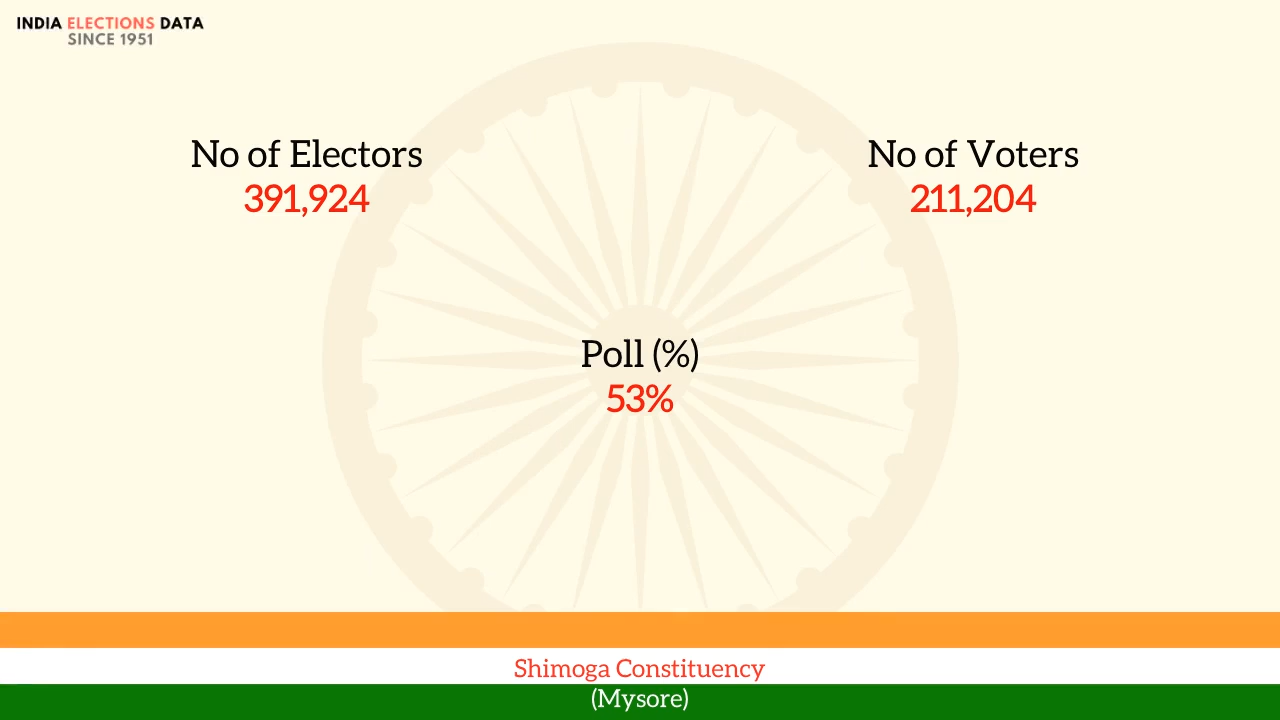 INDIA ELECTIONS DATA
SINCE 1951
No of Electors
391,924
No of Voters
211,204
Poll (%)
53%
Shimoga Constituency
(Mysore)